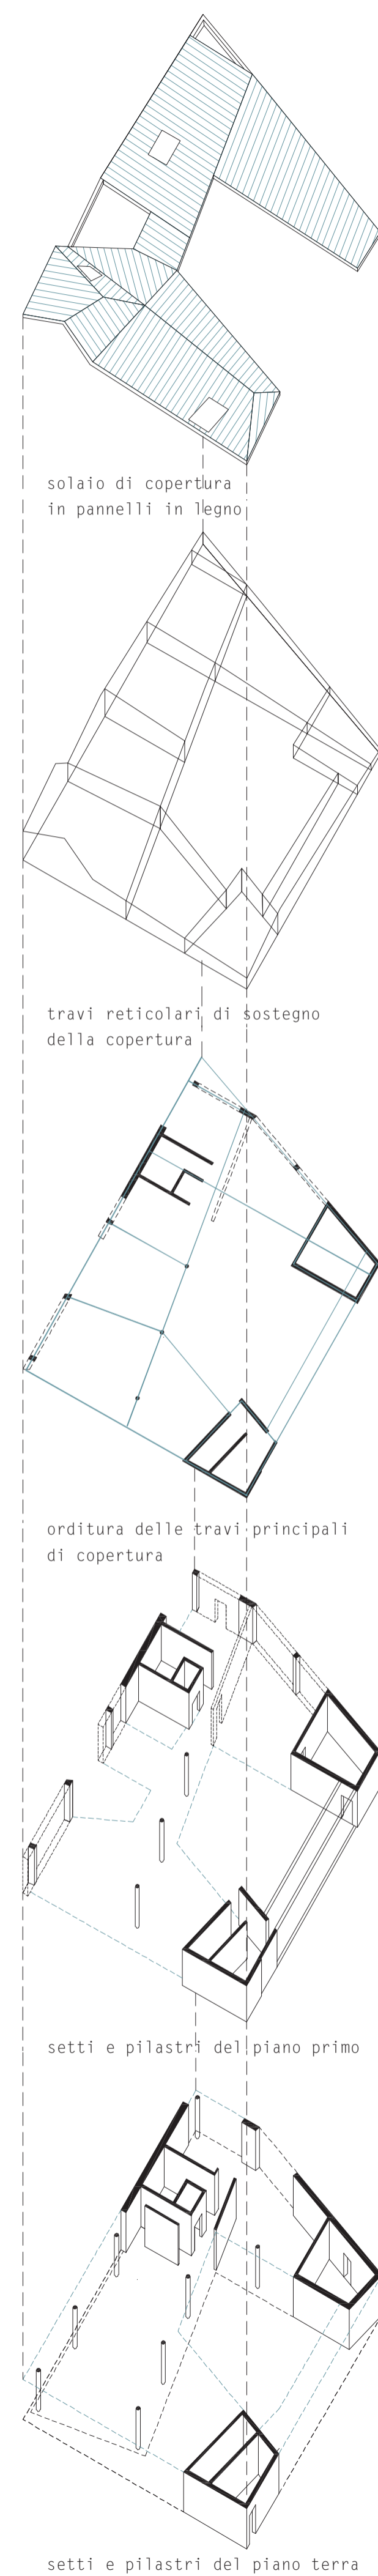 solaio di copertura
in pannelli in legno
travi reticolari di sostegno
della copertura
orditura delle travi principali
di copertura
setti e pilastri del piano primo
setti e pilastri del piano terra